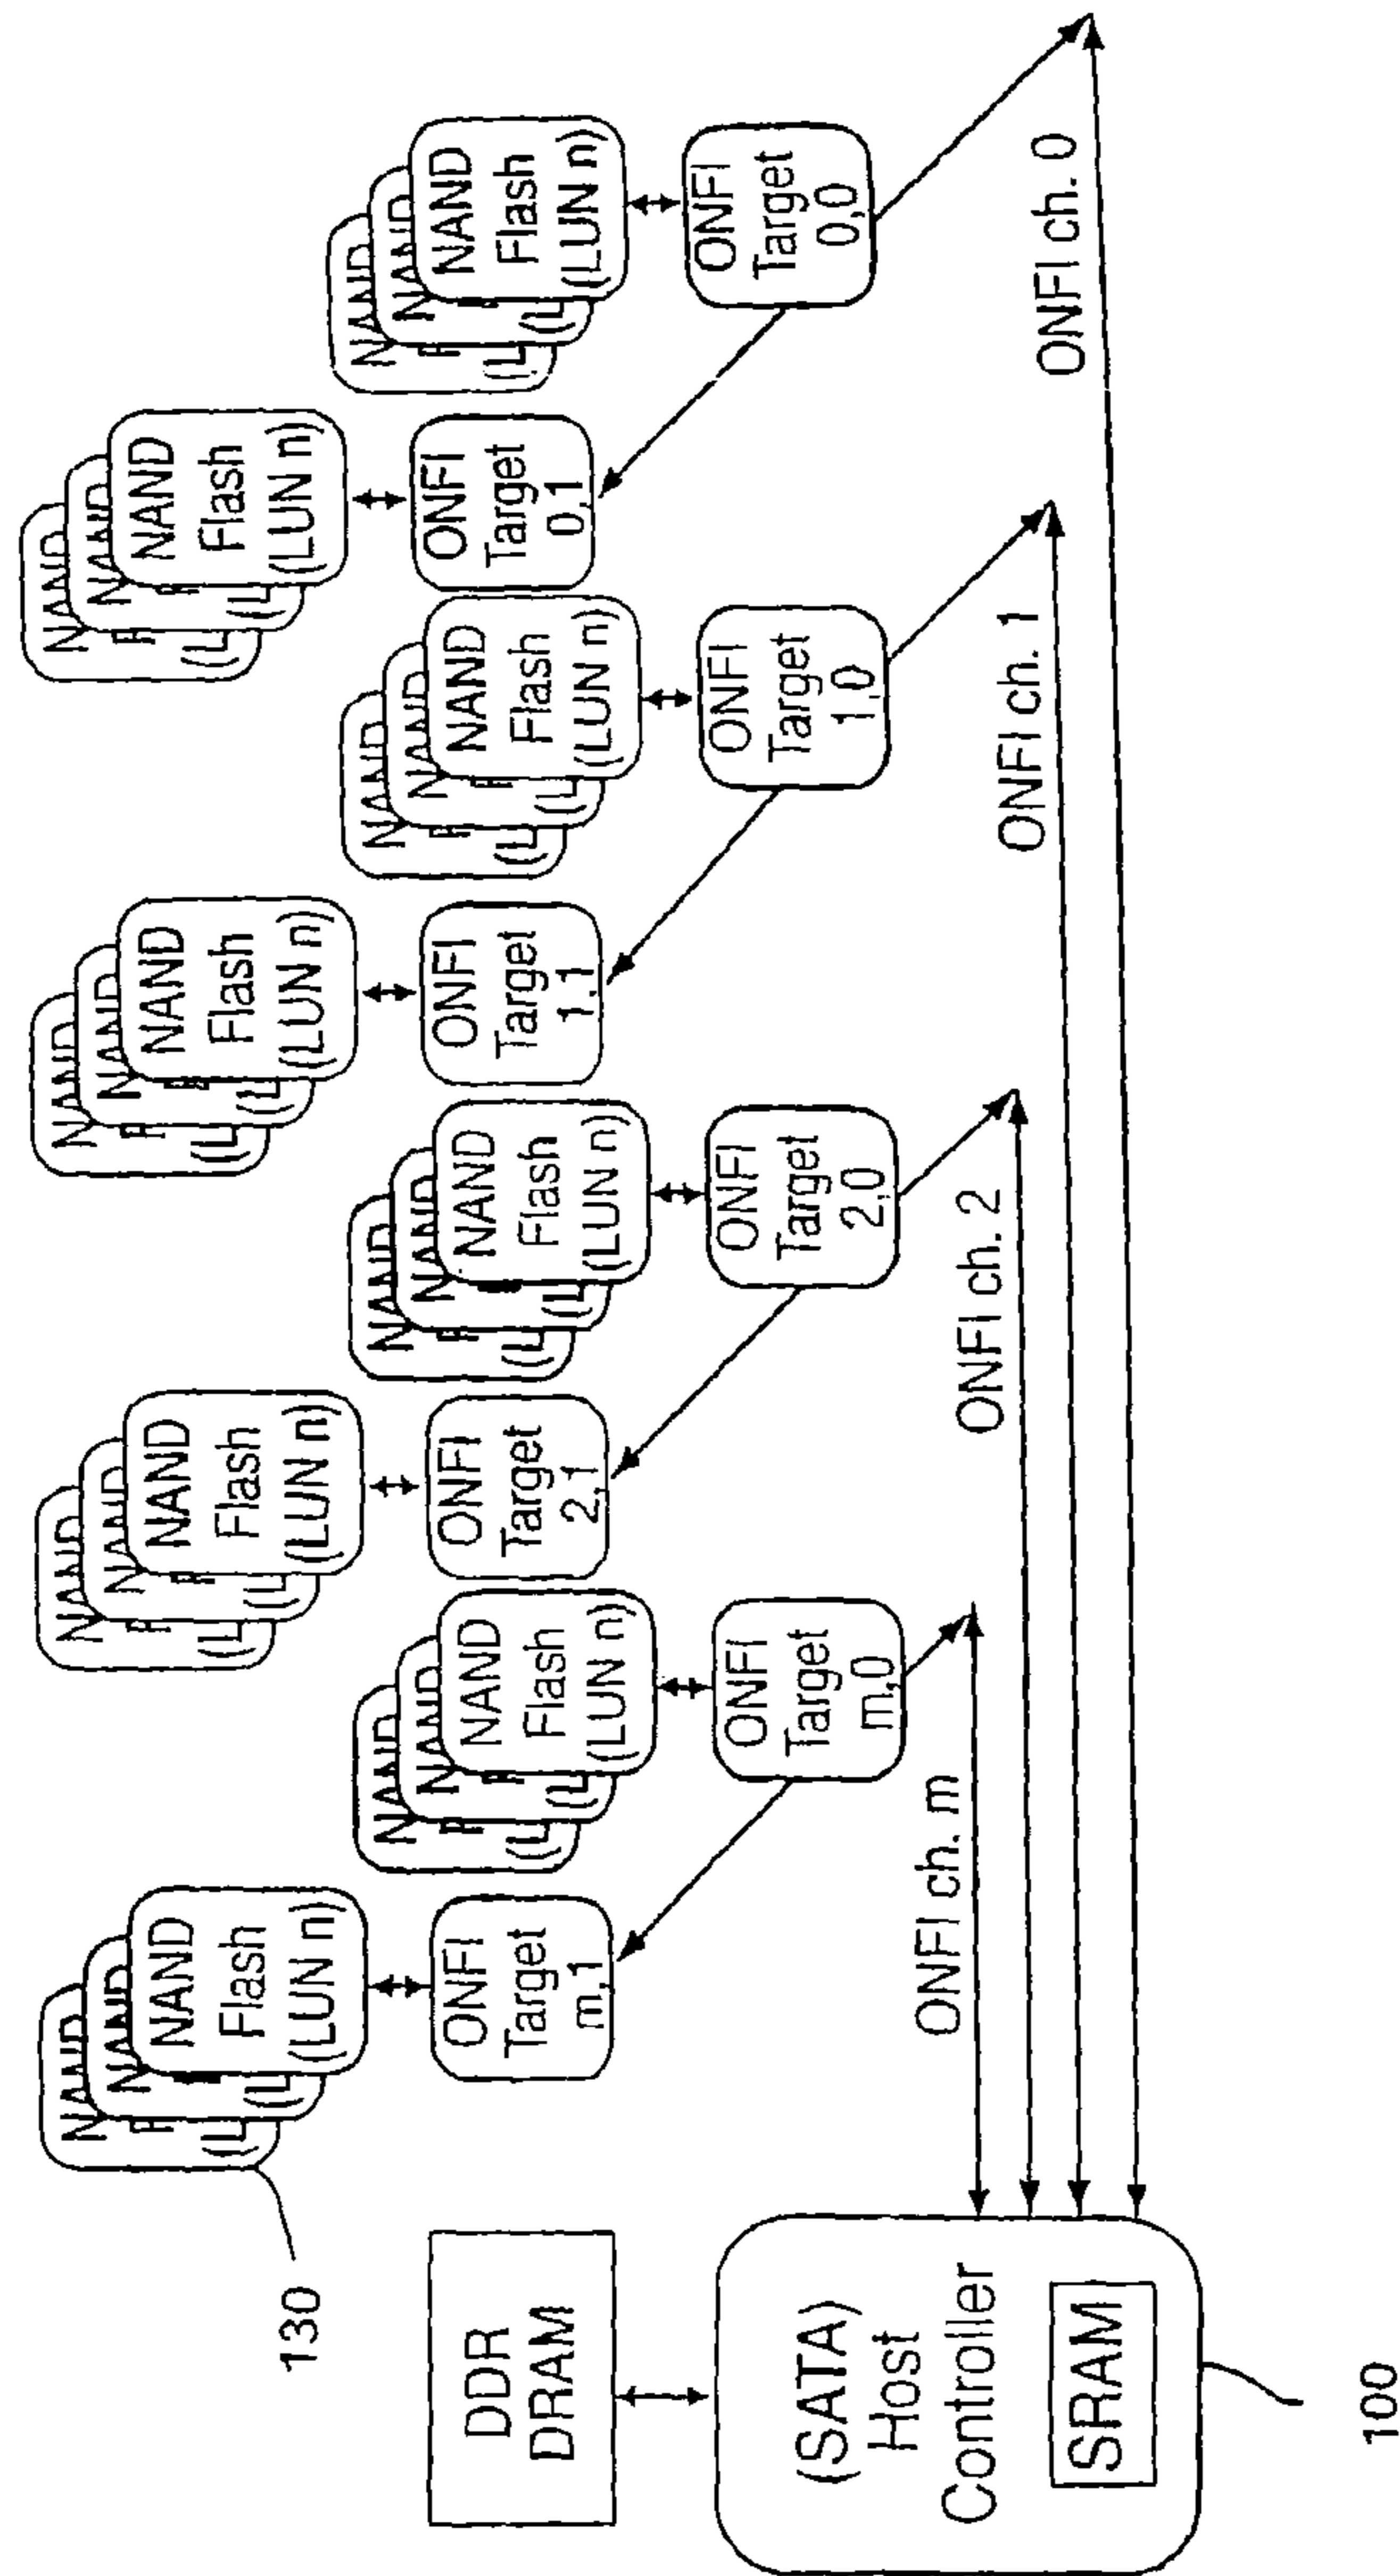 NAND
Flash
(LUN n)
NAND
Flash
(LUN n)
NAND
Flash
(LUN n)
NAND
Flash
(LUN n)
130
NAND
Flash
(LUN n)
NAND
Flash
(LUN n)
NAND
Flash
(LUN n)
NAND
Flash
(LUN n)
DDR
DRAM
ONFI
Target
m,1
ONFI
Target
2,1
ONFI
Target
1,1
ONFI
Target
0,1
ONFI
Target
m,0
ONFI
Target
2,0
ONFI
Target
1,0
ONFI
Target
0,0
(SATA)
Host
Controller
SRAM
ONFI ch. m
ONFI ch. 2
ONFI ch. 1
ONFI ch. 0
100